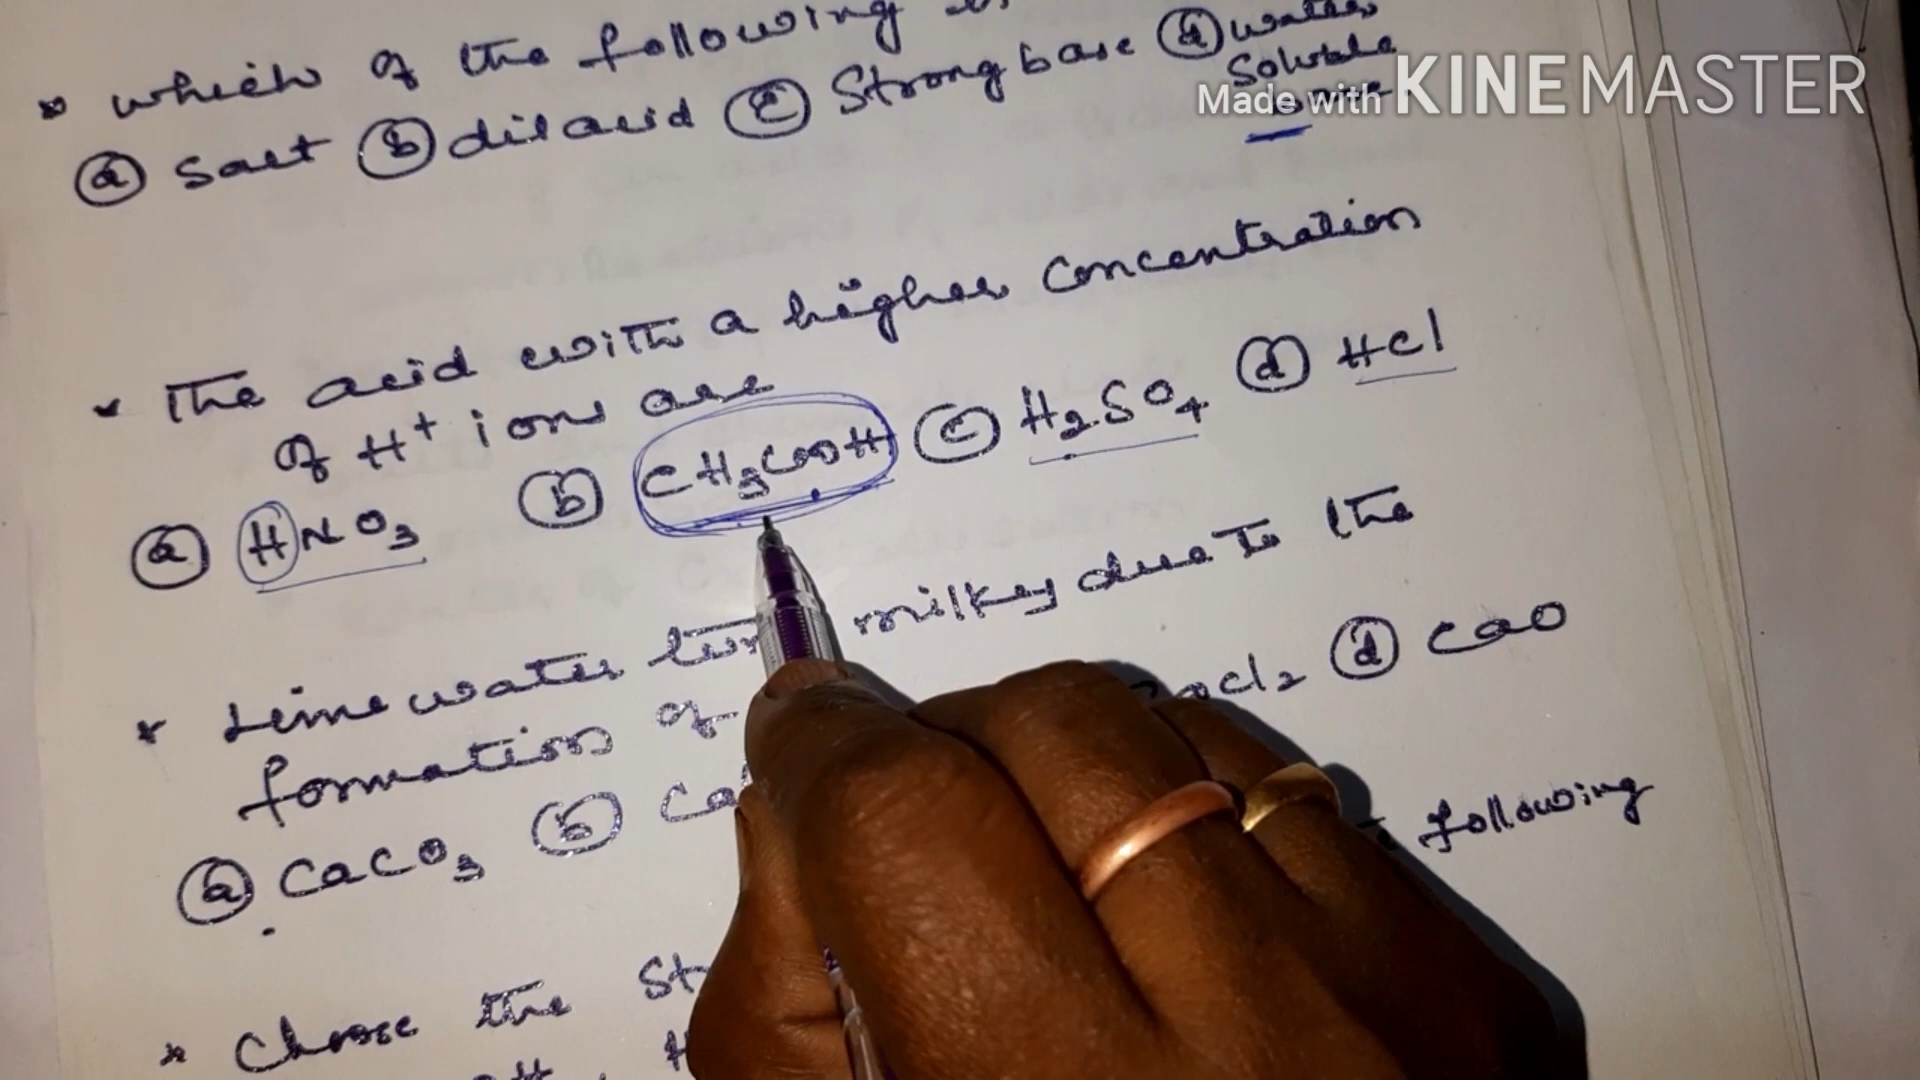 * which of the following
Made with KINEMASTER
(a) Salt (b) dil acid (c) Strong base (d) water
Soluble
* The acid with a higher concentration
of H+ ions are
(a) HNO3 (b) CH3COOH (c) H2SO4 (d) HCl
* Lime water milky due to the
formation of
(a) CaCO3 (b) (d) CaO
following
* Choose the